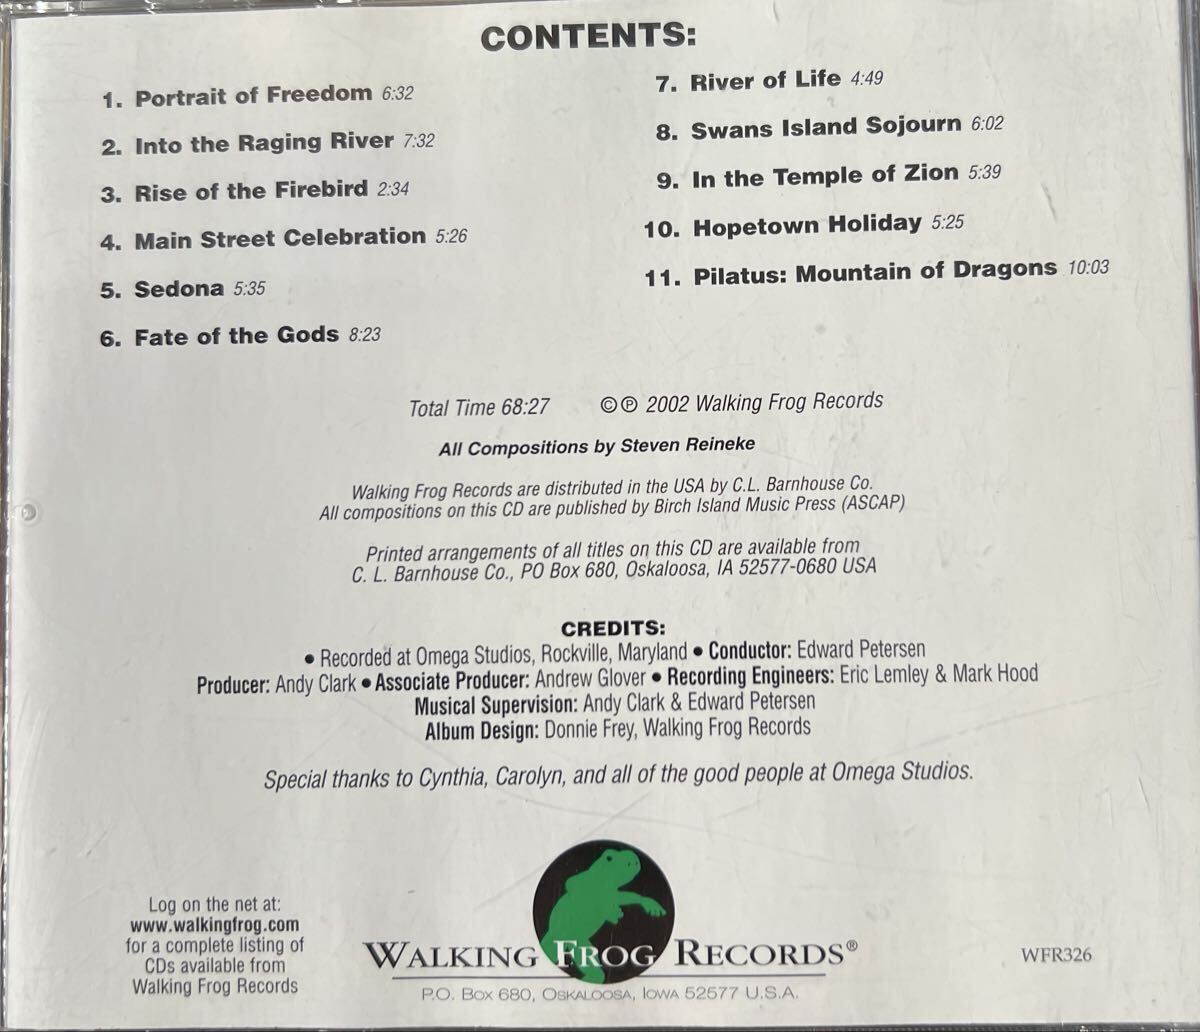 CONTENTS:
1. Portrait of Freedom 6:32
2. Into the Raging River 7:32
3. Rise of the Firebird 2:34
4. Main Street Celebration 5:26
5. Sedona 5:35
6. Fate of the Gods 8:23
7. River of Life 4:49
8. Swans Island Sojourn 6:02
9. In the Temple of Zion 5:39
10. Hopetown Holiday 5:25
11. Pilatus: Mountain of Dragons 10:03
Total Time 68:27 ©℗ 2002 Walking Frog Records
All Compositions by Steven Reineke
Walking Frog Records are distributed in the USA by C.L. Barnhouse Co.
All compositions on this CD are published by Birch Island Music Press (ASCAP)
Printed arrangements of all titles on this CD are available from
C. L. Barnhouse Co., PO Box 680, Oskaloosa, IA 52577-0680 USA
CREDITS:
• Recorded at Omega Studios, Rockville, Maryland • Conductor: Edward Petersen
Producer: Andy Clark • Associate Producer: Andrew Glover • Recording Engineers: Eric Lemley & Mark Hood
Musical Supervision: Andy Clark & Edward Petersen
Album Design: Donnie Frey, Walking Frog Records
Special thanks to Cynthia, Carolyn, and all of the good people at Omega Studios.
Log on the net at:
www.walkingfrog.com
for a complete listing of
CDs available from
Walking Frog Records
WALKING FROG RECORDS®
P.O. BOX 680, OSKALOOSA, IOWA 52577 U.S.A.
WFR326